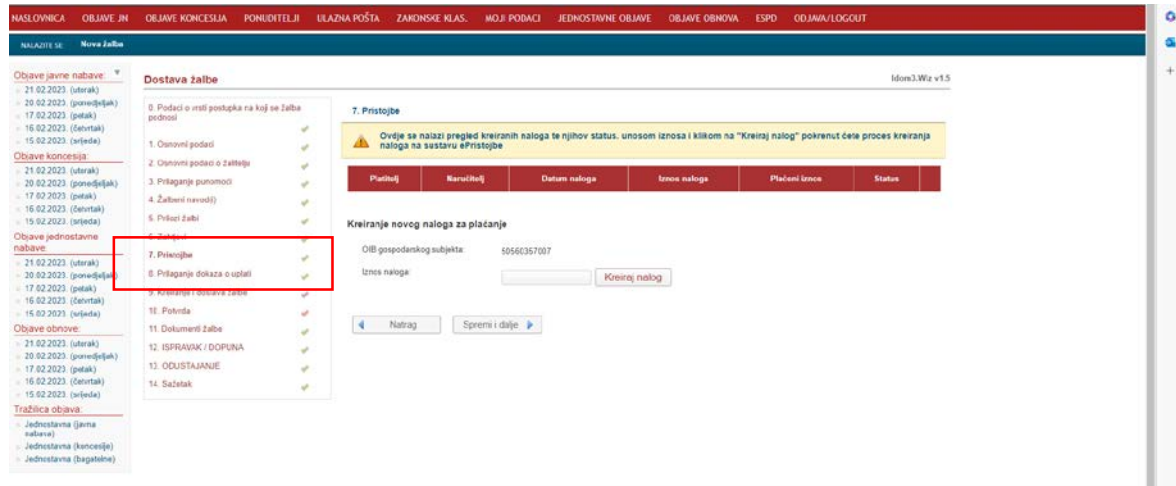 NASLOVNICA OBJAVE JN OBJAVE KONCESIJA PONUDITELJI ULAZNA POŠTA ZAKONSKE KLAS. MOJI PODACI JEDNOSTAVNE OBJAVE OBJAVE OBNOVA ESPD ODJAVA/LOGOUT
NALAZITE SE: Nova žalba
Objave javne nabave:
21.02.2023. (utorak)
20.02.2023. (ponedjeljak)
17.02.2023. (petak)
16.02.2023. (četvrtak)
15.02.2023. (srijeda)
Objave koncesija:
21.02.2023. (utorak)
20.02.2023. (ponedjeljak)
17.02.2023. (petak)
16.02.2023. (četvrtak)
15.02.2023. (srijeda)
Objave jednostavne
nabave:
21.02.2023. (utorak)
20.02.2023. (ponedjeljak)
17.02.2023. (petak)
16.02.2023. (četvrtak)
15.02.2023. (srijeda)
Objave obnove:
21.02.2023. (utorak)
20.02.2023. (ponedjeljak)
17.02.2023. (petak)
16.02.2023. (četvrtak)
15.02.2023. (srijeda)
Tražilica objava:
Jednostavna (javna
nabava)
Jednostavna (koncesije)
Jednostavna (bagatelne)
Dostava žalbe
Idom3.Wiz v1.5
0. Podaci o vrsti postupka na koji se žalba
podnosi
1. Osnovni podaci
2. Osnovni podaci o žalitelju
3. Prilaganje punomoći
4. Žalbeni navod(i)
5. Prilozi žalbi
6. Zahtjevi
7. Pristojbe
8. Prilaganje dokaza o uplati
9. Kreiranje i dostava žalbe
10. Potvrda
11. Dokumenti žalbe
12. ISPRAVAK / DOPUNA
13. ODUSTAJANJE
14. Sažetak
7. Pristojbe
Ovdje se nalazi pregled kreiranih naloga te njihov status. unosom iznosa i klikom na "Kreiraj nalog" pokrenut ćete proces kreiranja
naloga na sustavu ePristojbe
Platitelj Naručitelj Datum naloga Iznos naloga Plaćeni iznos Status
Kreiranje novog naloga za plaćanje
OIB gospodarskog subjekta: 50560357007
Iznos naloga: Kreiraj nalog
Natrag Spremi i dalje